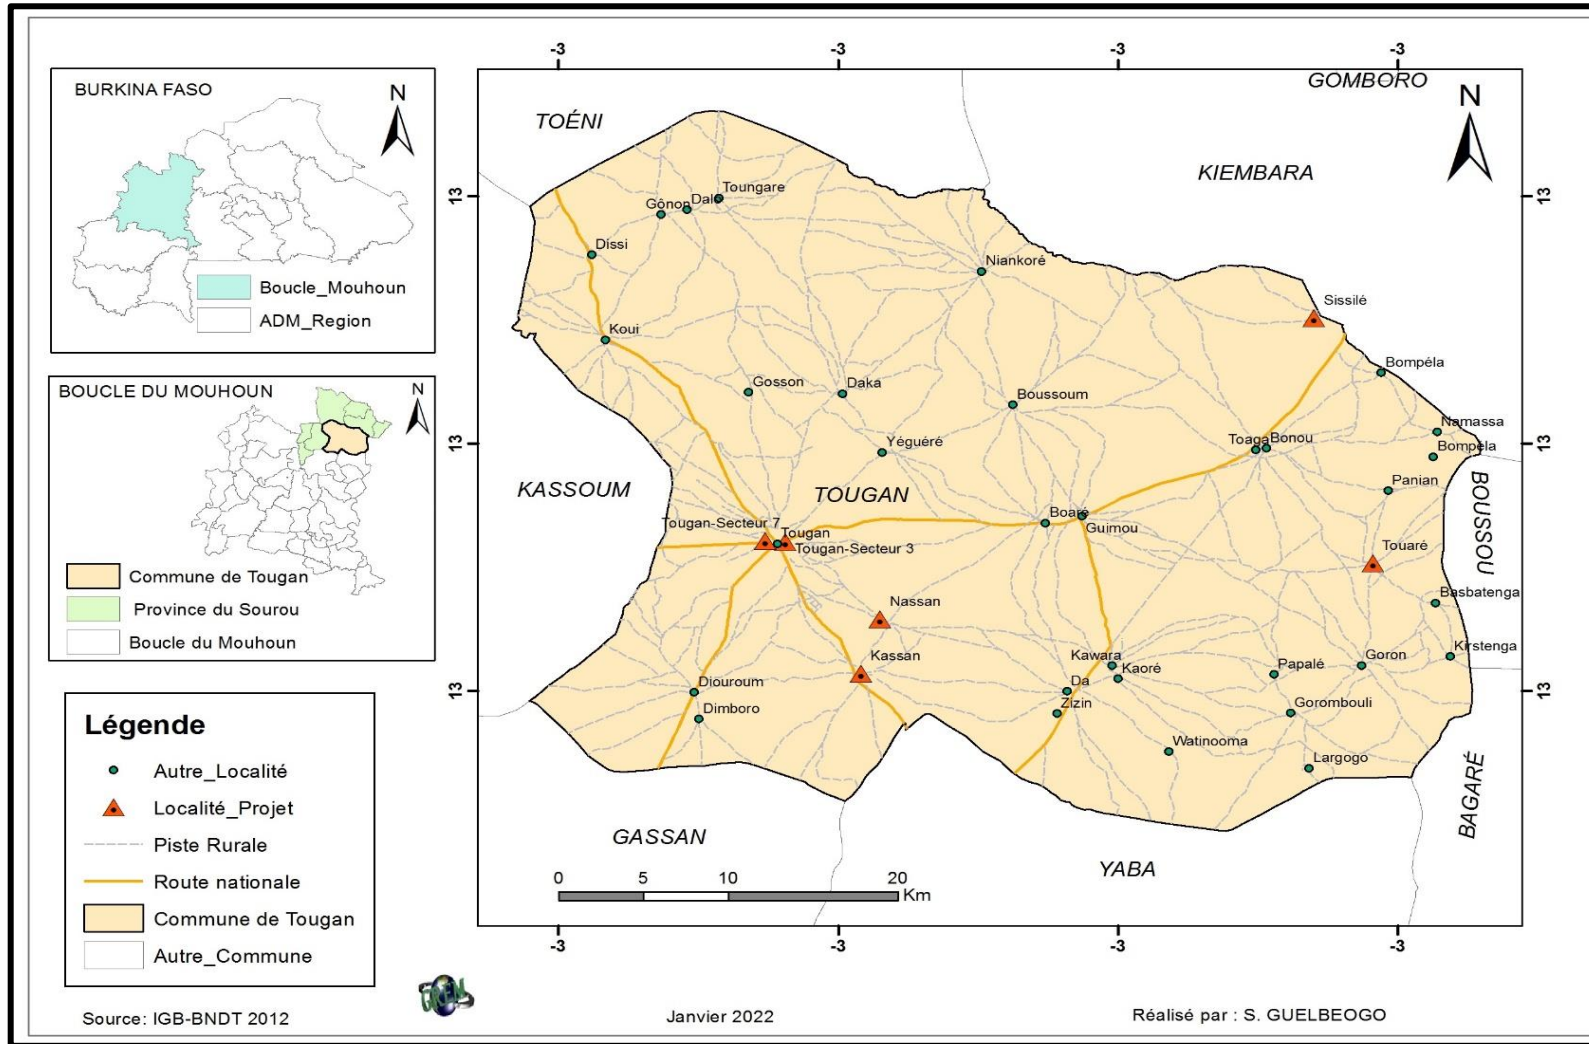 BURKINA FASO
N
Boucle_Mouhoun
ADM_Region
BOUCLE DU MOUHOUN
N
Commune de Tougan
Province du Sourou
Boucle du Mouhoun
Légende
Autre_Localité
Localité_Projet
Piste Rurale
Route nationale
Commune de Tougan
Autre_Commune
-3 -3 -3 -3
GOMBORO
TOÉNI
N
KIEMBARA
13 13
Toungare
Dalé
Gônon
Dissi
Niankoré
Sissilé
Koui
Bompéla
Gosson
Daka
Boussoum
Namassa
Toaga
Bonou
Yéguéré
Bompéla
13 13
Panian
KASSOUM
TOUGAN
BOUSSOU
Boaré
Guimou
Tougan-Secteur 7
Tougan
Tougan-Secteur 3
Touaré
Basbatenga
Nassan
Kassan
Kawara
Kaoré
Papalé
Goron
Kirstenga
Diouroum
Da
13 13
Dimboro
Zizin
Gorombouli
Watinooma
Largogo
BAGARÉ
GASSAN
YABA
0 5 10 20
Km
-3 -3 -3 -3
GREM
Source: IGB-BNDT 2012
Janvier 2022
Réalisé par : S. GUELBEOGO